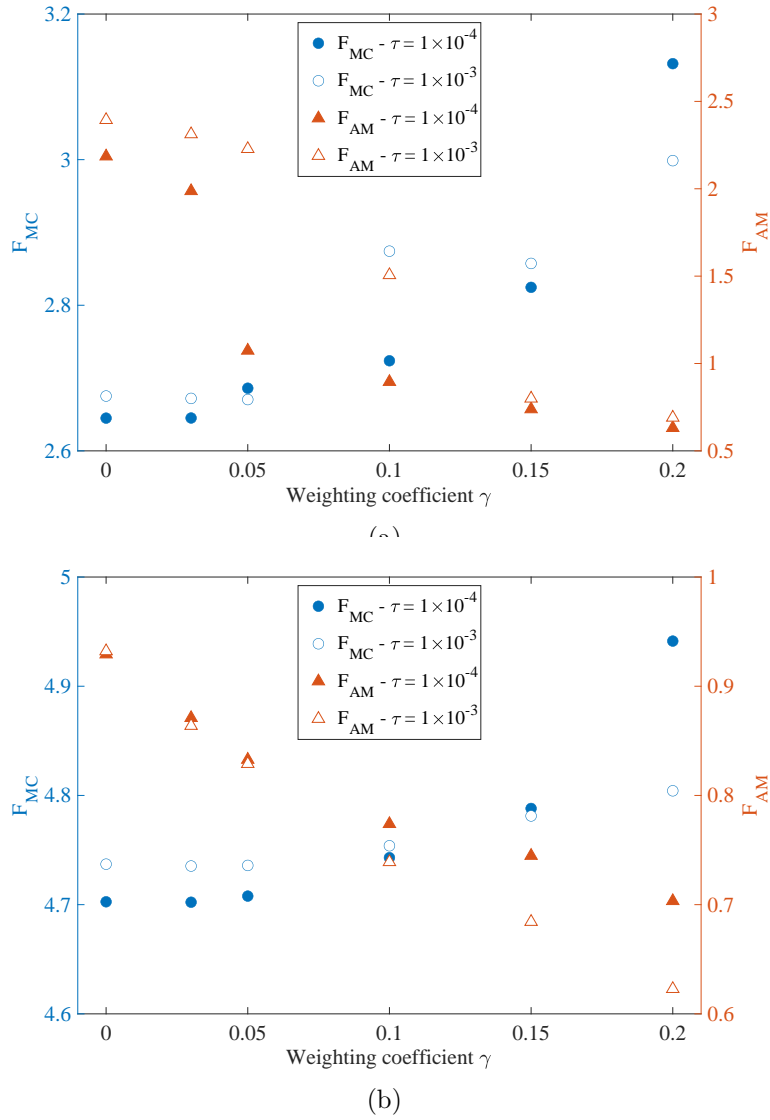 3.2
3
2.8
2.6
F_MC
F_MC - τ = 1×10^-4
F_MC - τ = 1×10^-3
F_AM - τ = 1×10^-4
F_AM - τ = 1×10^-3
3
2.5
2
1.5
1
0.5
F_AM
0 0.05 0.1 0.15 0.2
Weighting coefficient γ
5
4.9
4.8
4.7
4.6
F_MC
F_MC - τ = 1×10^-4
F_MC - τ = 1×10^-3
F_AM - τ = 1×10^-4
F_AM - τ = 1×10^-3
1
0.9
0.8
0.7
0.6
F_AM
0 0.05 0.1 0.15 0.2
Weighting coefficient γ
(b)